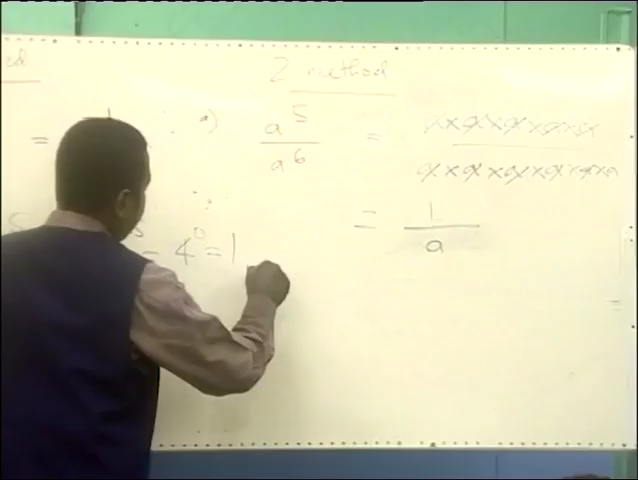 2 method
a) a^5 / a^6 = a×a×a×a×a / a×a×a×a×a×a
= 1 / a
- 4^0 = 1